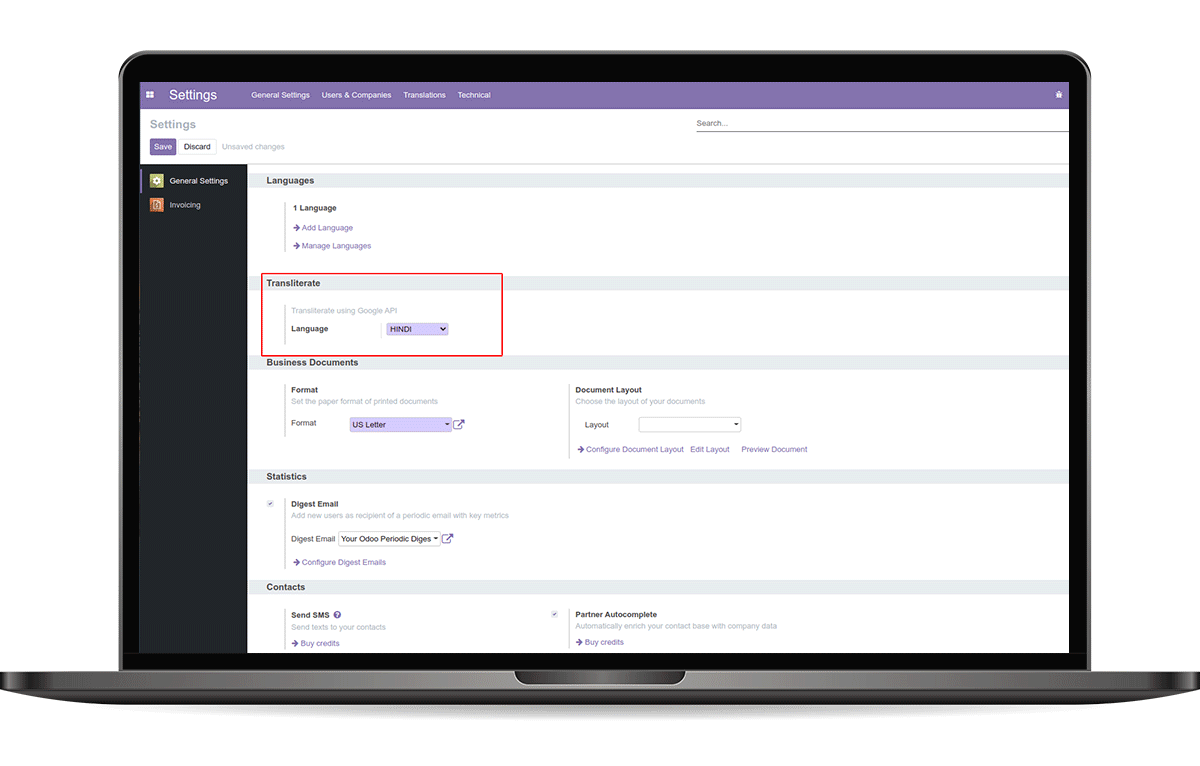 Settings General Settings Users & Companies Translations Technical
Settings
Search...
Save Discard Unsaved changes
General Settings
Invoicing
Languages
1 Language
Add Language
Manage Languages
Transliterate
Transliterate using Google API
Language HINDI
Business Documents
Format
Set the paper format of printed documents
Format US Letter
Document Layout
Choose the layout of your documents
Layout
Configure Document Layout Edit Layout Preview Document
Statistics
Digest Email
Add new users as recipient of a periodic email with key metrics
Digest Email Your Odoo Periodic Diges
Configure Digest Emails
Contacts
Send SMS ?
Send texts to your contacts
Buy credits
Partner Autocomplete
Automatically enrich your contact base with company data
Buy credits